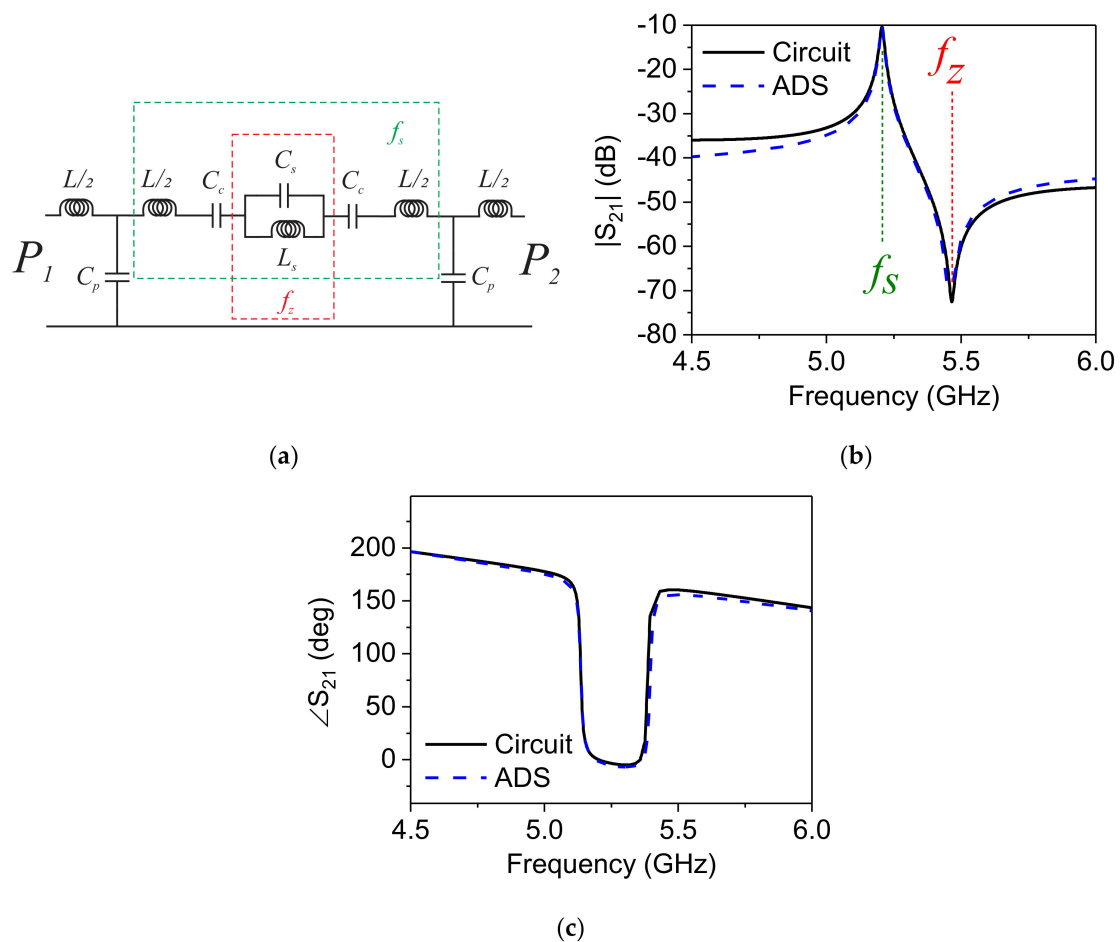 f_s
L/2 L/2 C_c C_s C_c L/2 L/2
P_1 C_p L_s C_p P_2
f_z
(a)
-10
-20
-30
-40
-50
-60
-70
-80
|S_21| (dB)
Circuit
ADS
f_z
f_s
4.5 5.0 5.5 6.0
Frequency (GHz)
(b)
200
150
100
50
0
∠S_21 (deg)
Circuit
ADS
4.5 5.0 5.5 6.0
Frequency (GHz)
(c)